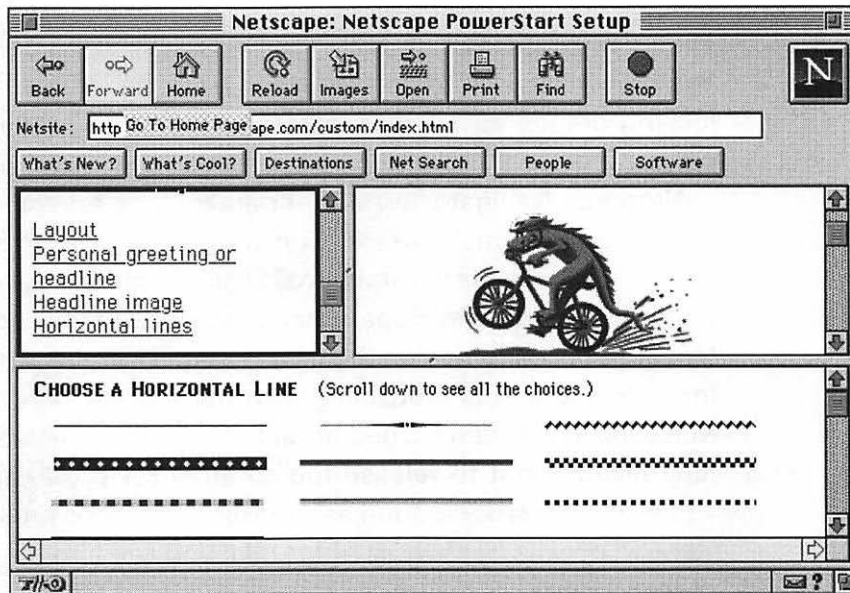 Netscape: Netscape PowerStart Setup
Back Forward Home Reload Images Open Print Find Stop
N
Netsite: http Go To Home Page ape.com/custom/index.html
What's New? What's Cool? Destinations Net Search People Software
Layout
Personal greeting or
headline
Headline image
Horizontal lines
CHOOSE A HORIZONTAL LINE (Scroll down to see all the choices.)
?